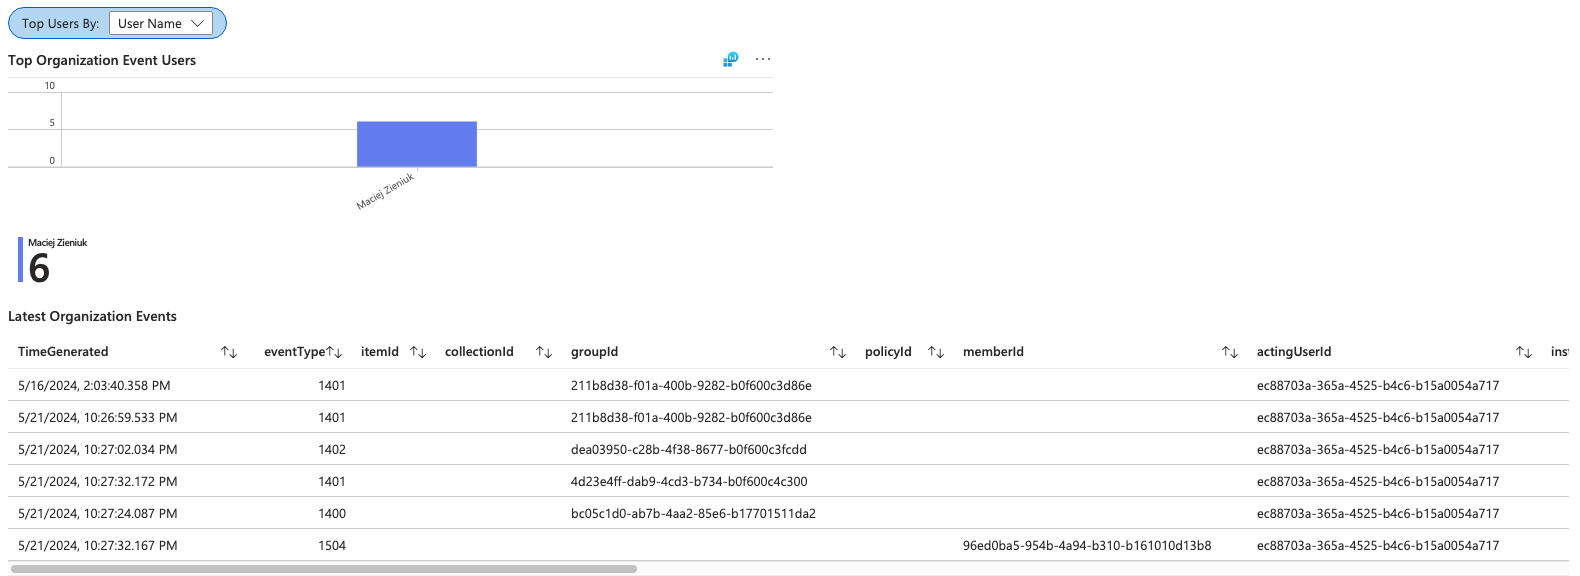 Top Users By: User Name
Top Organization Event Users
10
5
0
Maciej Zieniuk
Maciej Zieniuk
6
Latest Organization Events
TimeGenerated eventType itemId collectionId groupId policyId memberId actingUserId inst
5/16/2024, 2:03:40.358 PM 1401 211b8d38-f01a-400b-9282-b0f600c3d86e ec88703a-365a-4525-b4c6-b15a0054a717
5/21/2024, 10:26:59.533 PM 1401 211b8d38-f01a-400b-9282-b0f600c3d86e ec88703a-365a-4525-b4c6-b15a0054a717
5/21/2024, 10:27:02.034 PM 1402 dea03950-c28b-4f38-8677-b0f600c3fcdd ec88703a-365a-4525-b4c6-b15a0054a717
5/21/2024, 10:27:32.172 PM 1401 4d23e4ff-dab9-4cd3-b734-b0f600c4c300 ec88703a-365a-4525-b4c6-b15a0054a717
5/21/2024, 10:27:24.087 PM 1400 bc05c1d0-ab7b-4aa2-85e6-b17701511da2 ec88703a-365a-4525-b4c6-b15a0054a717
5/21/2024, 10:27:32.167 PM 1504 96ed0ba5-954b-4a94-b310-b161010d13b8 ec88703a-365a-4525-b4c6-b15a0054a717